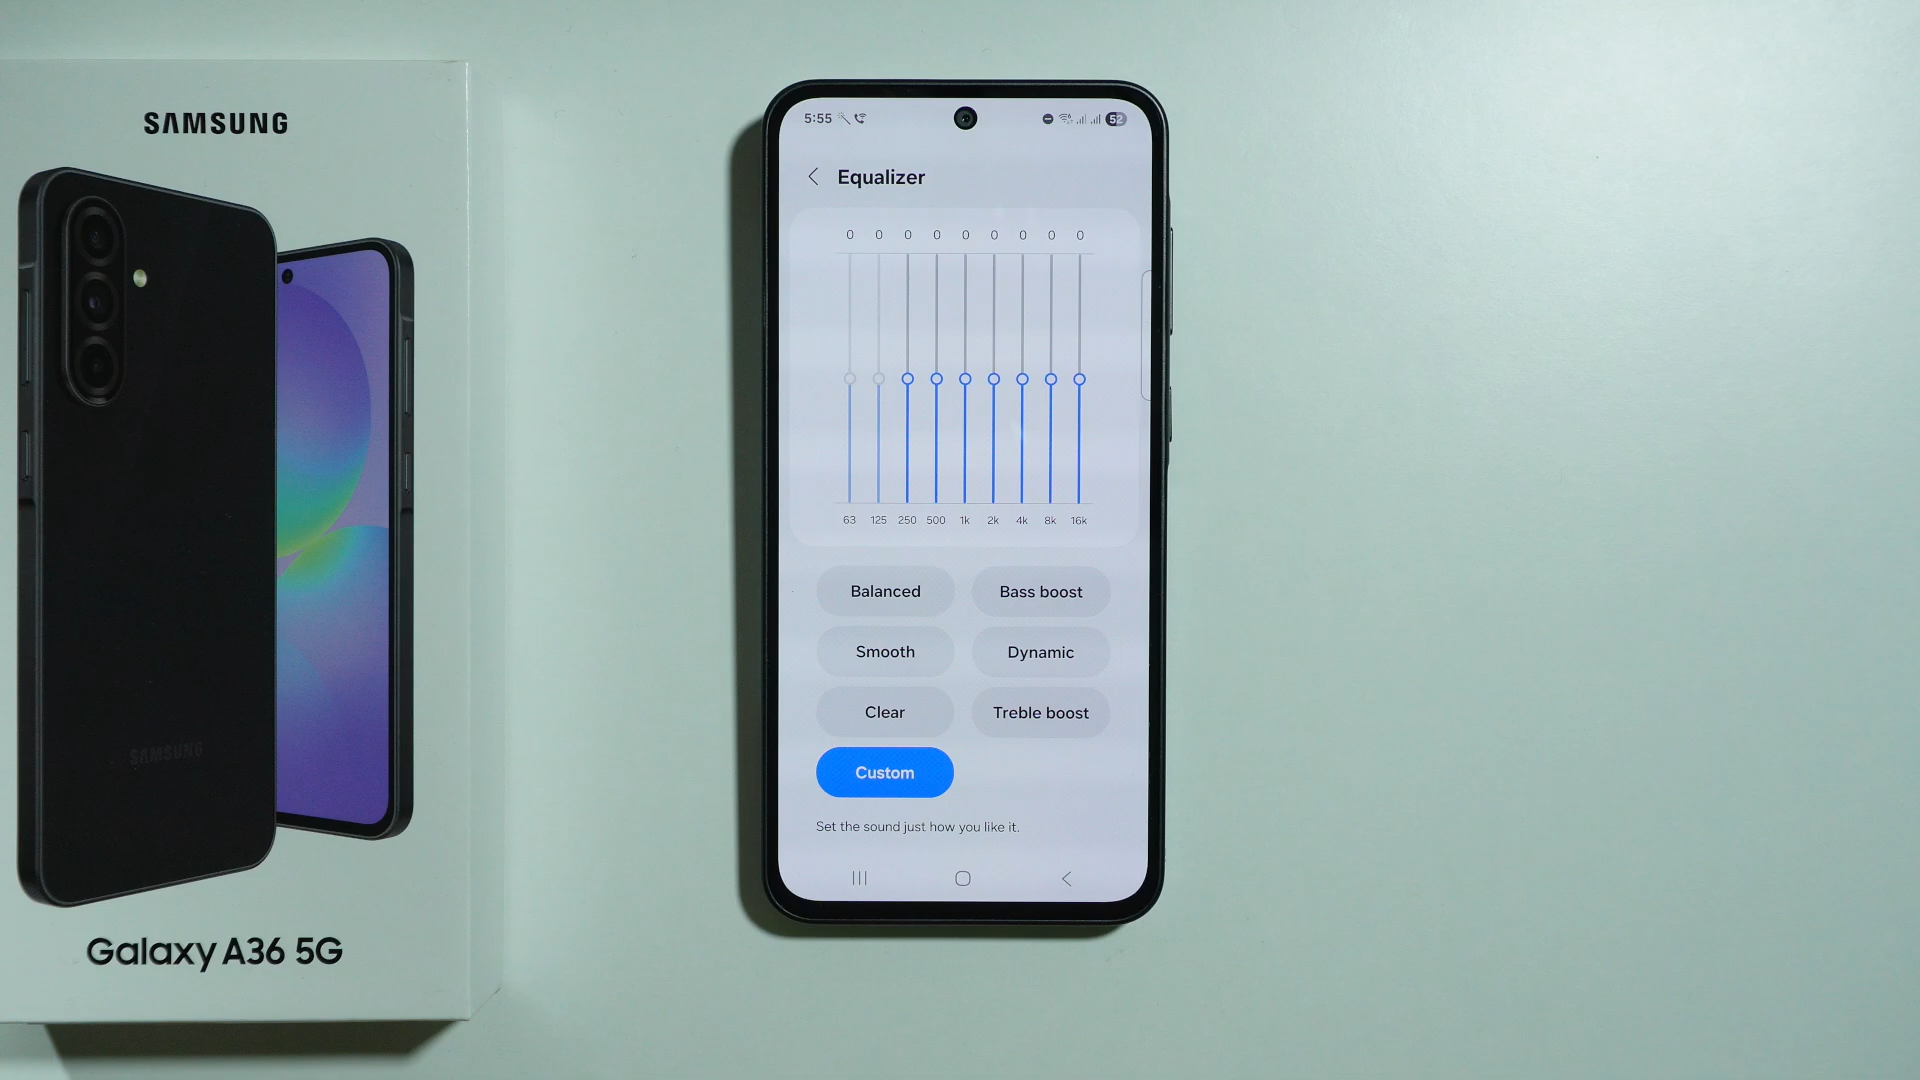 SAMSUNG
SAMSUNG
Galaxy A36 5G
5:55
52
Equalizer
0 0 0 0 0 0 0 0 0
63 125 250 500 1k 2k 4k 8k 16k
Balanced Bass boost
Smooth Dynamic
Clear Treble boost
Custom
Set the sound just how you like it.